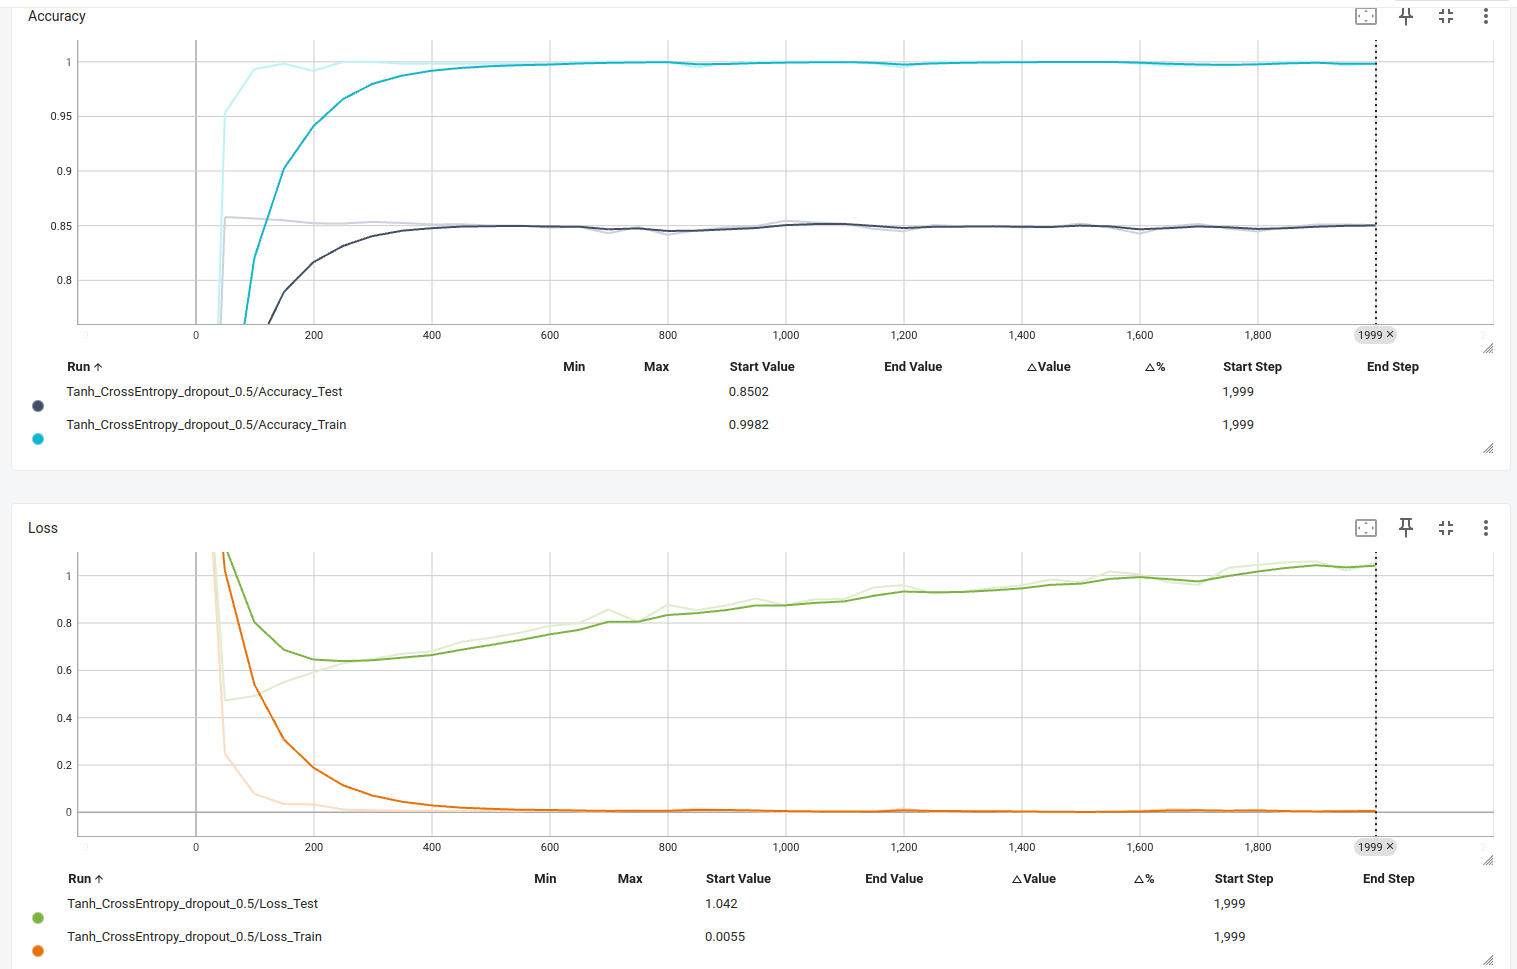 Accuracy
1
0.95
0.9
0.85
0.8
0 200 400 600 800 1,000 1,200 1,400 1,600 1,800 1999 ×
Run ↑ Min Max Start Value End Value △Value △% Start Step End Step
Tanh_CrossEntropy_dropout_0.5/Accuracy_Test 0.8502 1,999
Tanh_CrossEntropy_dropout_0.5/Accuracy_Train 0.9982 1,999
Loss
1
0.8
0.6
0.4
0.2
0
0 200 400 600 800 1,000 1,200 1,400 1,600 1,800 1999 ×
Run ↑ Min Max Start Value End Value △Value △% Start Step End Step
Tanh_CrossEntropy_dropout_0.5/Loss_Test 1.042 1,999
Tanh_CrossEntropy_dropout_0.5/Loss_Train 0.0055 1,999